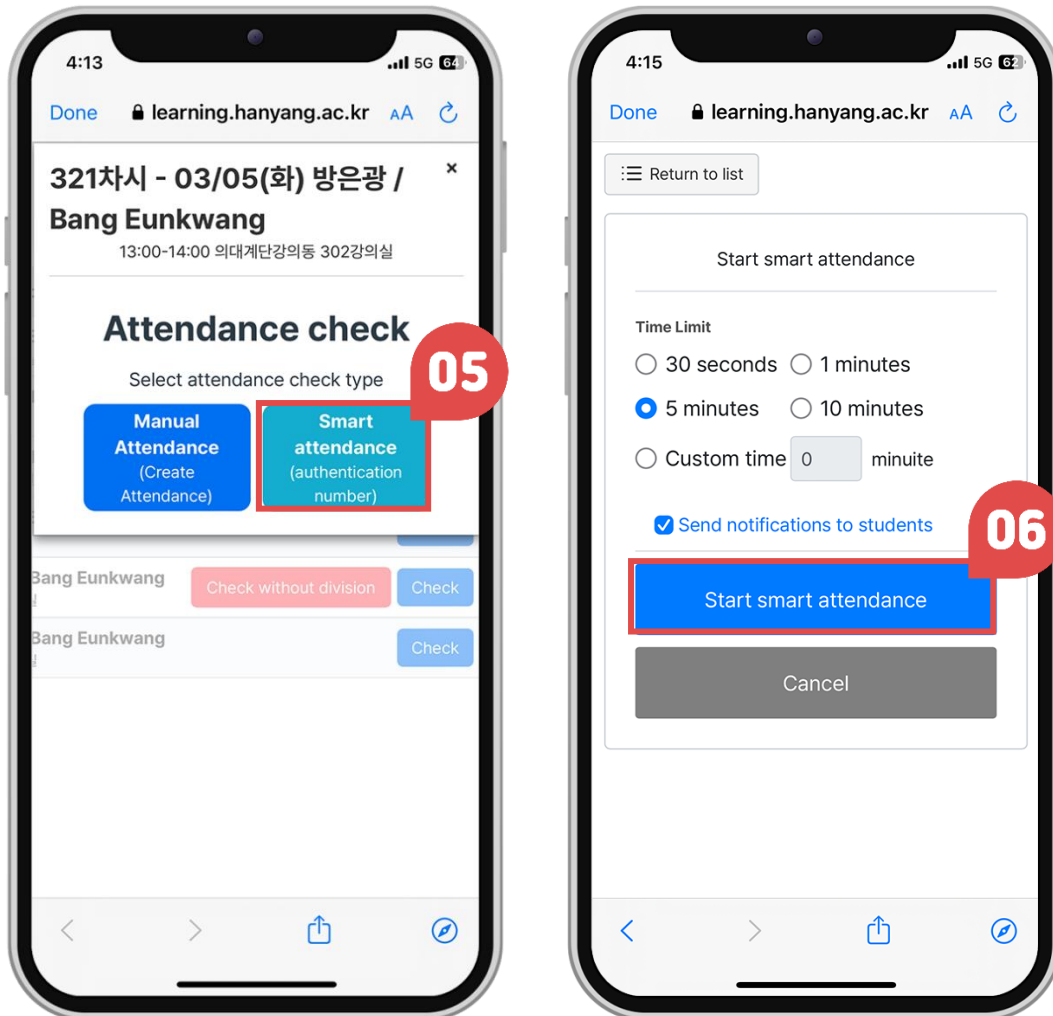 4:13
5G 64
Done learning.hanyang.ac.kr AA
321차시 - 03/05(화) 방은광 /
Bang Eunkwang
×
13:00-14:00 의대계단강의동 302강의실
Attendance check
05
Select attendance check type
Manual
Attendance
(Create
Attendance)
Smart
attendance
(authentication
number)
Bang Eunkwang
Check without division
Check
Bang Eunkwang
Check
4:15
5G 62
Done learning.hanyang.ac.kr AA
Return to list
Start smart attendance
Time Limit
30 seconds 1 minutes
5 minutes 10 minutes
Custom time 0 minuite
Send notifications to students
06
Start smart attendance
Cancel